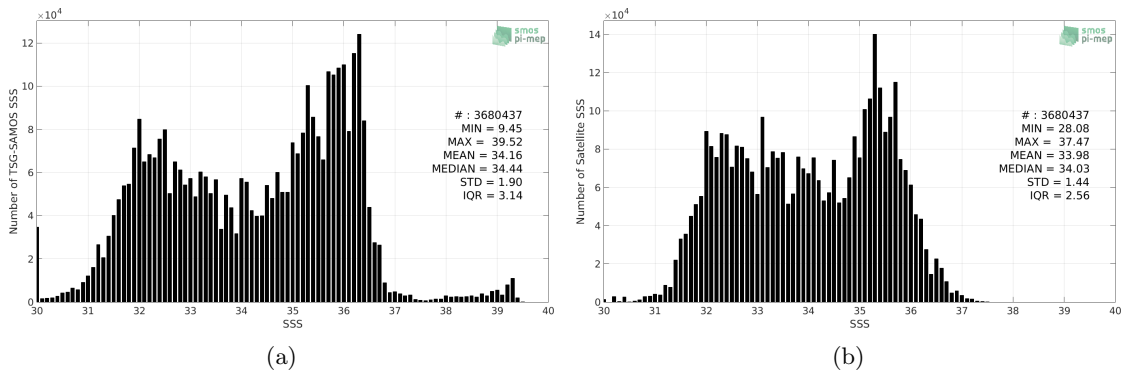 ×10⁴
12
10
8
6
4
2
0
30 31 32 33 34 35 36 37 38 39 40
SSS
Number of TSG-SAMOS SSS
smos
pi-mep
# : 3680437
MIN = 9.45
MAX = 39.52
MEAN = 34.16
MEDIAN = 34.44
STD = 1.90
IQR = 3.14
(a)
×10⁴
14
12
10
8
6
4
2
0
30 31 32 33 34 35 36 37 38 39 40
SSS
Number of Satellite SSS
smos
pi-mep
# : 3680437
MIN = 28.08
MAX = 37.47
MEAN = 33.98
MEDIAN = 34.03
STD = 1.44
IQR = 2.56
(b)